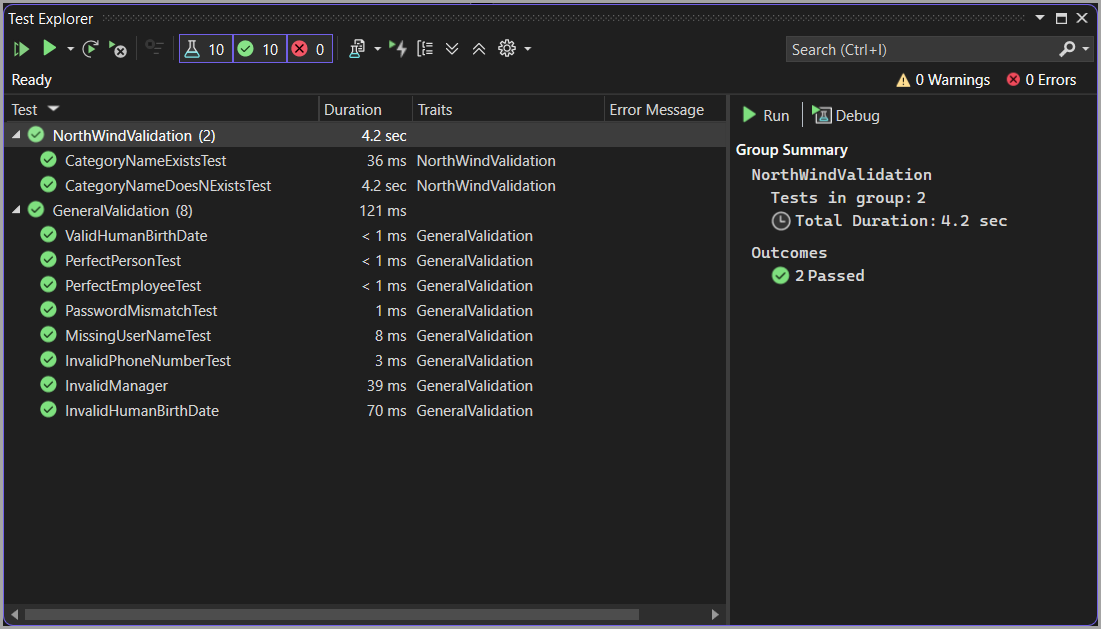 Test Explorer
10 10 0
Search (Ctrl+I)
Ready
0 Warnings 0 Errors
Test Duration Traits Error Message
NorthWindValidation (2) 4.2 sec
CategoryNameExistsTest 36 ms NorthWindValidation
CategoryNameDoesNExistsTest 4.2 sec NorthWindValidation
GeneralValidation (8) 121 ms
ValidHumanBirthDate < 1 ms GeneralValidation
PerfectPersonTest < 1 ms GeneralValidation
PerfectEmployeeTest < 1 ms GeneralValidation
PasswordMismatchTest 1 ms GeneralValidation
MissingUserNameTest 8 ms GeneralValidation
InvalidPhoneNumberTest 3 ms GeneralValidation
InvalidManager 39 ms GeneralValidation
InvalidHumanBirthDate 70 ms GeneralValidation
Run Debug
Group Summary
NorthWindValidation
Tests in group: 2
Total Duration: 4.2 sec
Outcomes
2 Passed